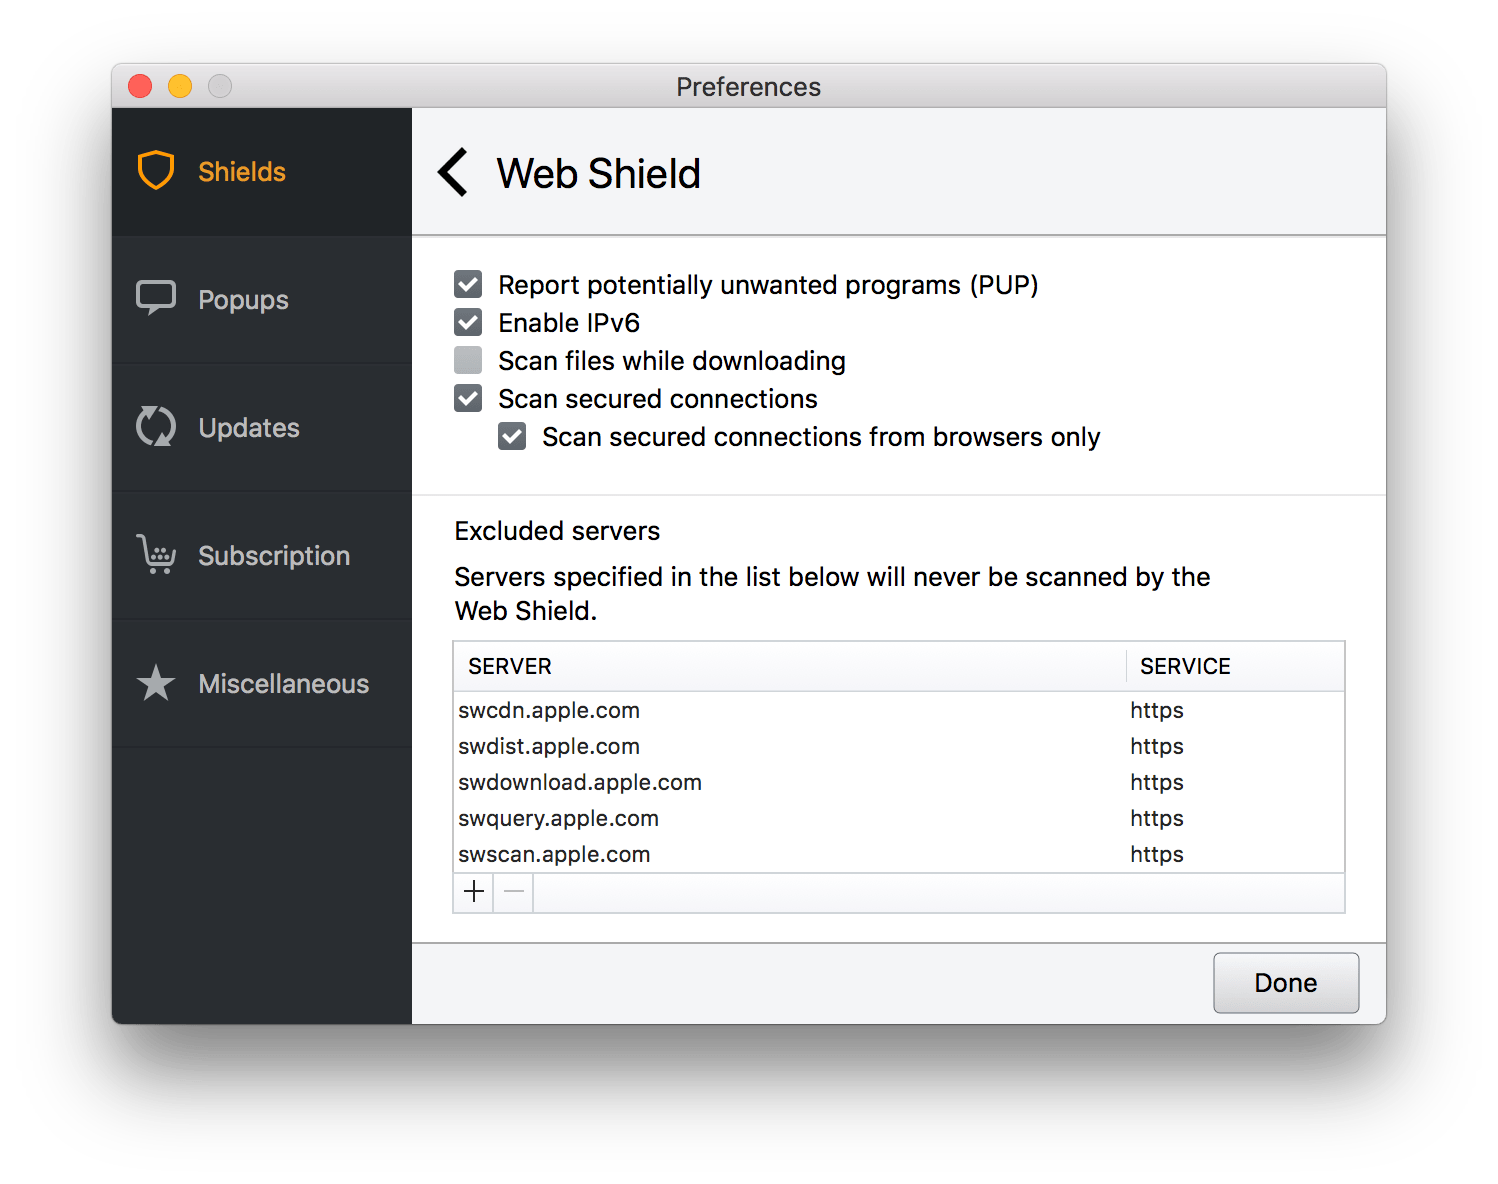 Preferences
Shields
Popups
Updates
Subscription
Miscellaneous
Web Shield
Report potentially unwanted programs (PUP)
Enable IPv6
Scan files while downloading
Scan secured connections
Scan secured connections from browsers only
Excluded servers
Servers specified in the list below will never be scanned by the
Web Shield.
SERVER SERVICE
swcdn.apple.com https
swdist.apple.com https
swdownload.apple.com https
swquery.apple.com https
swscan.apple.com https
Done